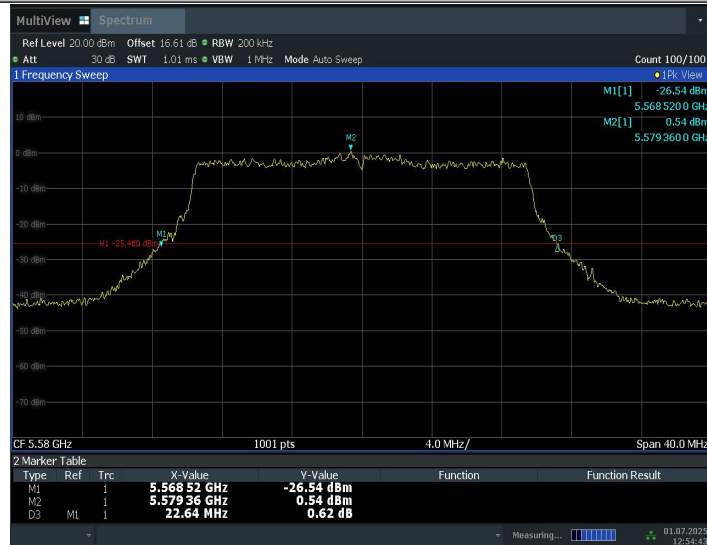 MultiView Spectrum
Ref Level 20.00 dBm Offset 16.61 dB RBW 200 kHz
Att 30 dB SWT 1.01 ms VBW 1 MHz Mode Auto Sweep Count 100/100
1 Frequency Sweep 1Pk View
M1[1] -26.54 dBm
5.568 520 0 GHz
M2[1] 0.54 dBm
5.579 360 0 GHz
10 dBm
M2
0 dBm
-10 dBm
-20 dBm
M1
H1 -25.460 dBm
D3
-30 dBm
-40 dBm
-50 dBm
-60 dBm
-70 dBm
CF 5.58 GHz 1001 pts 4.0 MHz/ Span 40.0 MHz
2 Marker Table
Type Ref Trc X-Value Y-Value Function Function Result
M1 1 5.568 52 GHz -26.54 dBm
M2 1 5.579 36 GHz 0.54 dBm
D3 M1 1 22.64 MHz 0.62 dB
Measuring... 01.07.2025
12:54:43